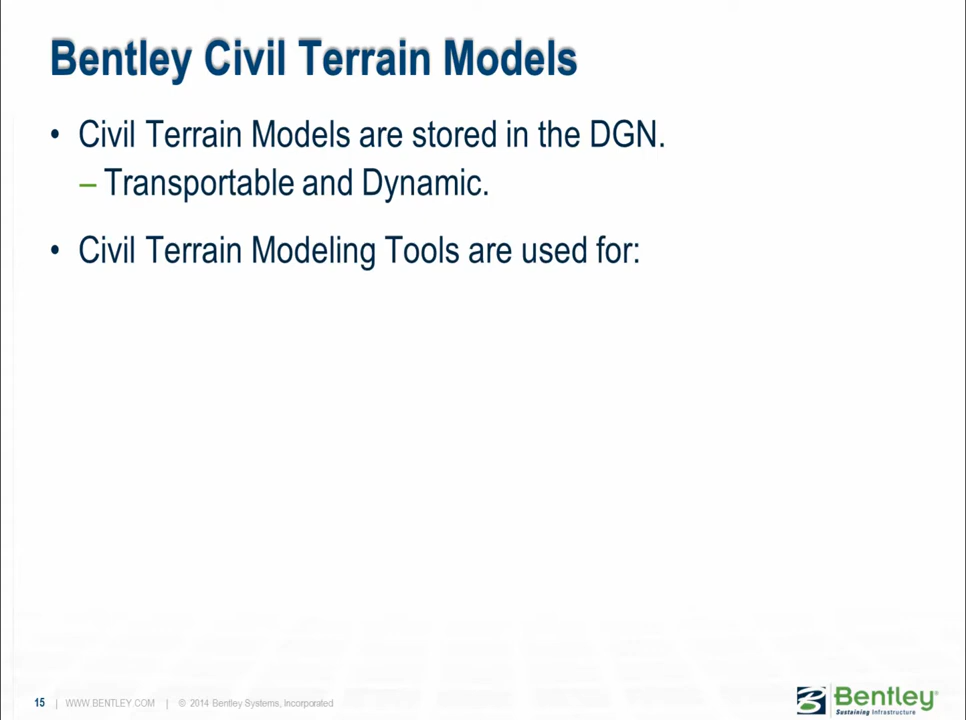 Bentley Civil Terrain Models
• Civil Terrain Models are stored in the DGN.
– Transportable and Dynamic.
• Civil Terrain Modeling Tools are used for:
15 | WWW.BENTLEY.COM | © 2014 Bentley Systems, Incorporated
Bentley®
Sustaining Infrastructure